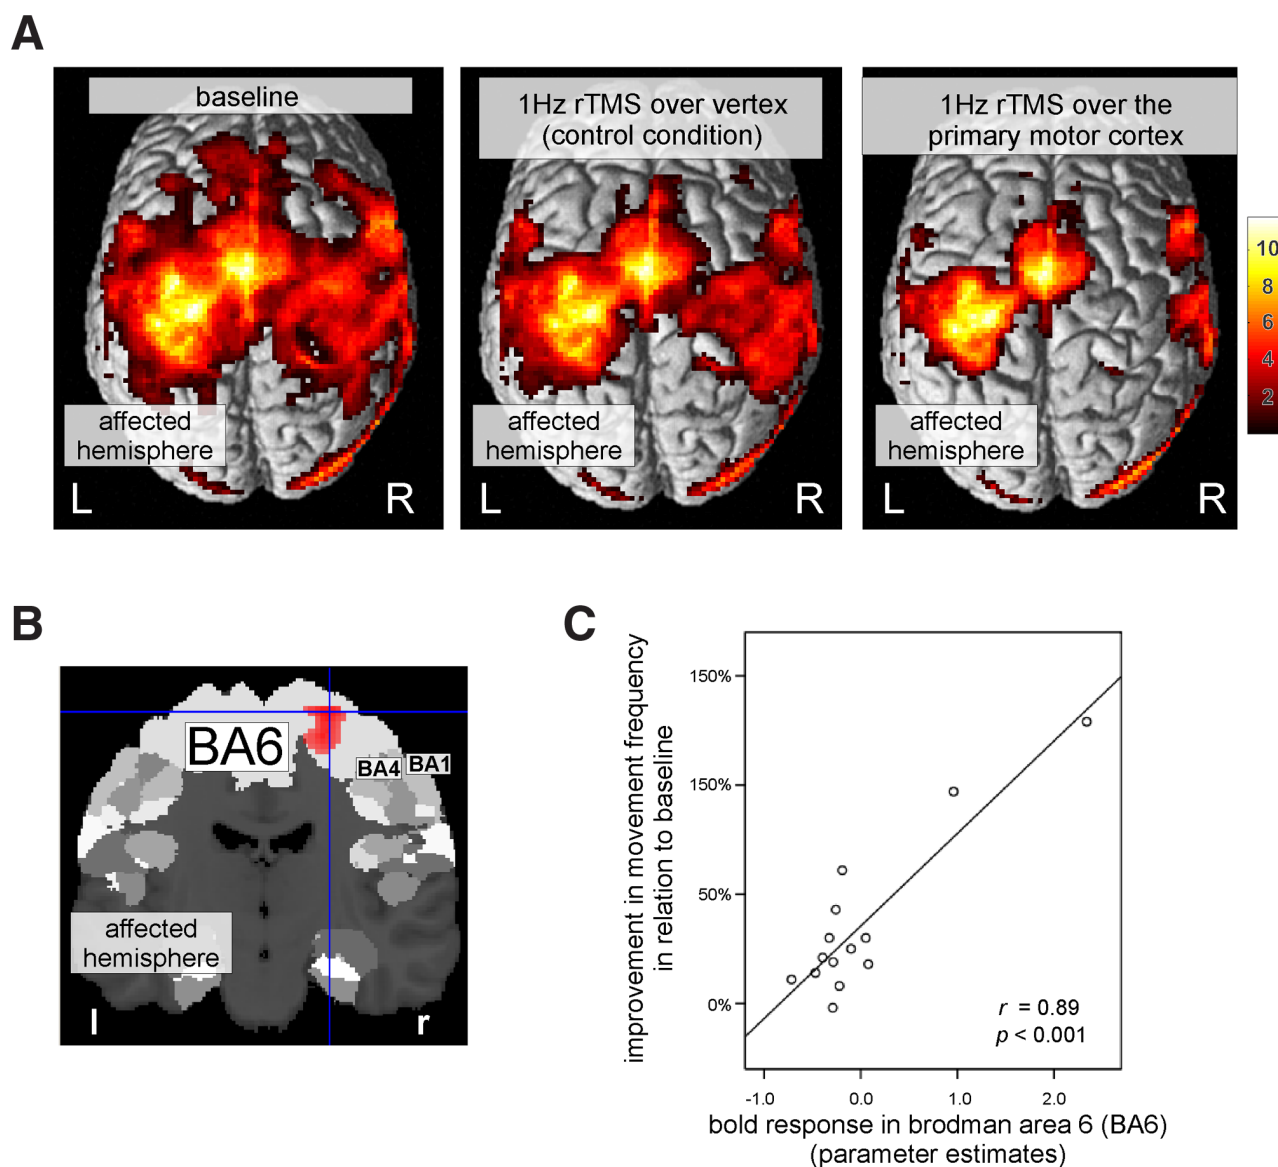 A
baseline
1Hz rTMS over vertex
(control condition)
1Hz rTMS over the
primary motor cortex
affected
hemisphere
L
R
affected
hemisphere
L
R
affected
hemisphere
L
R
10
8
6
4
2
B
BA6
BA4
BA1
affected
hemisphere
l
r
C
improvement in movement frequency
in relation to baseline
150%
150%
50%
0%
r = 0.89
p < 0.001
-1.0
0.0
1.0
2.0
bold response in brodman area 6 (BA6)
(parameter estimates)